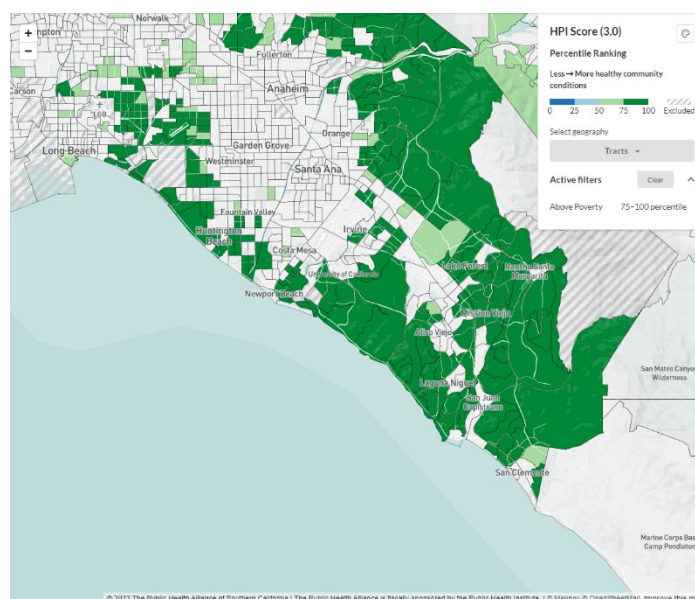 HPI Score (3.0)
Percentile Ranking
Less → More healthy community
conditions
0 25 50 75 100 Excluded
Select geography
Tracts
Active filters Clear
Above Poverty 75–100 percentile
+
−
Norwalk
Fullerton
Anaheim
Carson
LGB
Orange
Long Beach
Garden Grove
Westminster
Santa Ana
Fountain Valley
Huntington
Beach
Irvine
Costa Mesa
University of California
Newport Beach
Lake Forest
Rancho Santa
Margarita
Mission Viejo
Aliso Viejo
Laguna Niguel
San Juan
Capistrano
San Clemente
San Mateo Canyon
Wilderness
Marine Corps Bas
Camp Pendleton
© 2022 The Public Health Alliance of Southern California | The Public Health Alliance is fiscally sponsored by the Public Health Institute. | © Mapbox © OpenStreetMap Improve this m